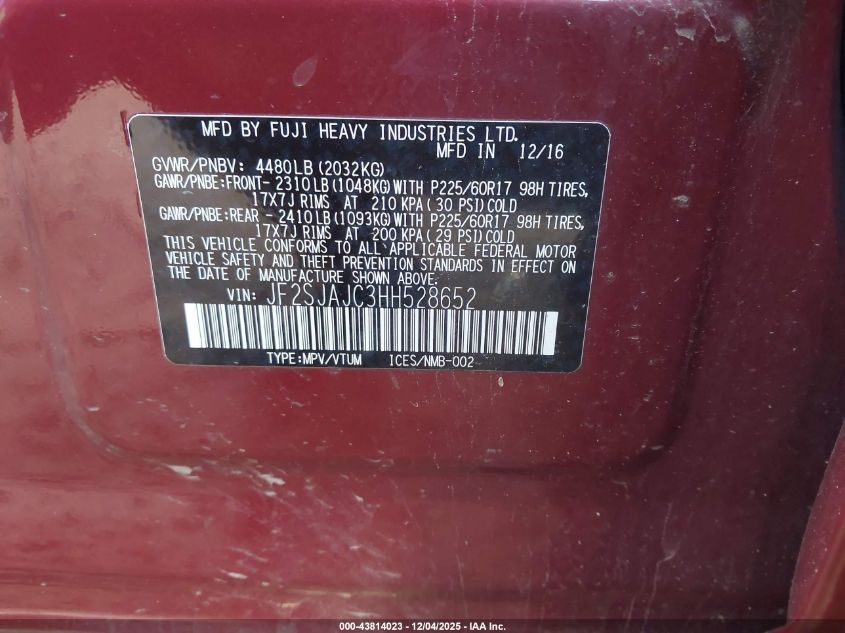 MFD BY FUJI HEAVY INDUSTRIES LTD.
MFD IN 12/16
GVWR/PNBV: 4480LB (2032KG)
GAWR/PNBE:FRONT- 2310LB (1048KG) WITH P225/60R17 98H TIRES,
17X7J RIMS AT 210 KPA ( 30 PSI) COLD
GAWR/PNBE:REAR - 2410LB (1093KG) WITH P225/60R17 98H TIRES,
17X7J RIMS AT 200 KPA (29 PSI) COLD
THIS VEHICLE CONFORMS TO ALL APPLICABLE FEDERAL MOTOR
VEHICLE SAFETY AND THEFT PREVENTION STANDARDS IN EFFECT ON
THE DATE OF MANUFACTURE SHOWN ABOVE.
VIN: JF2SJAJC3HH528652
TYPE:MPV/VTUM ICES/NMB-002
000-43814023 - 12/04/2025 - IAA Inc.